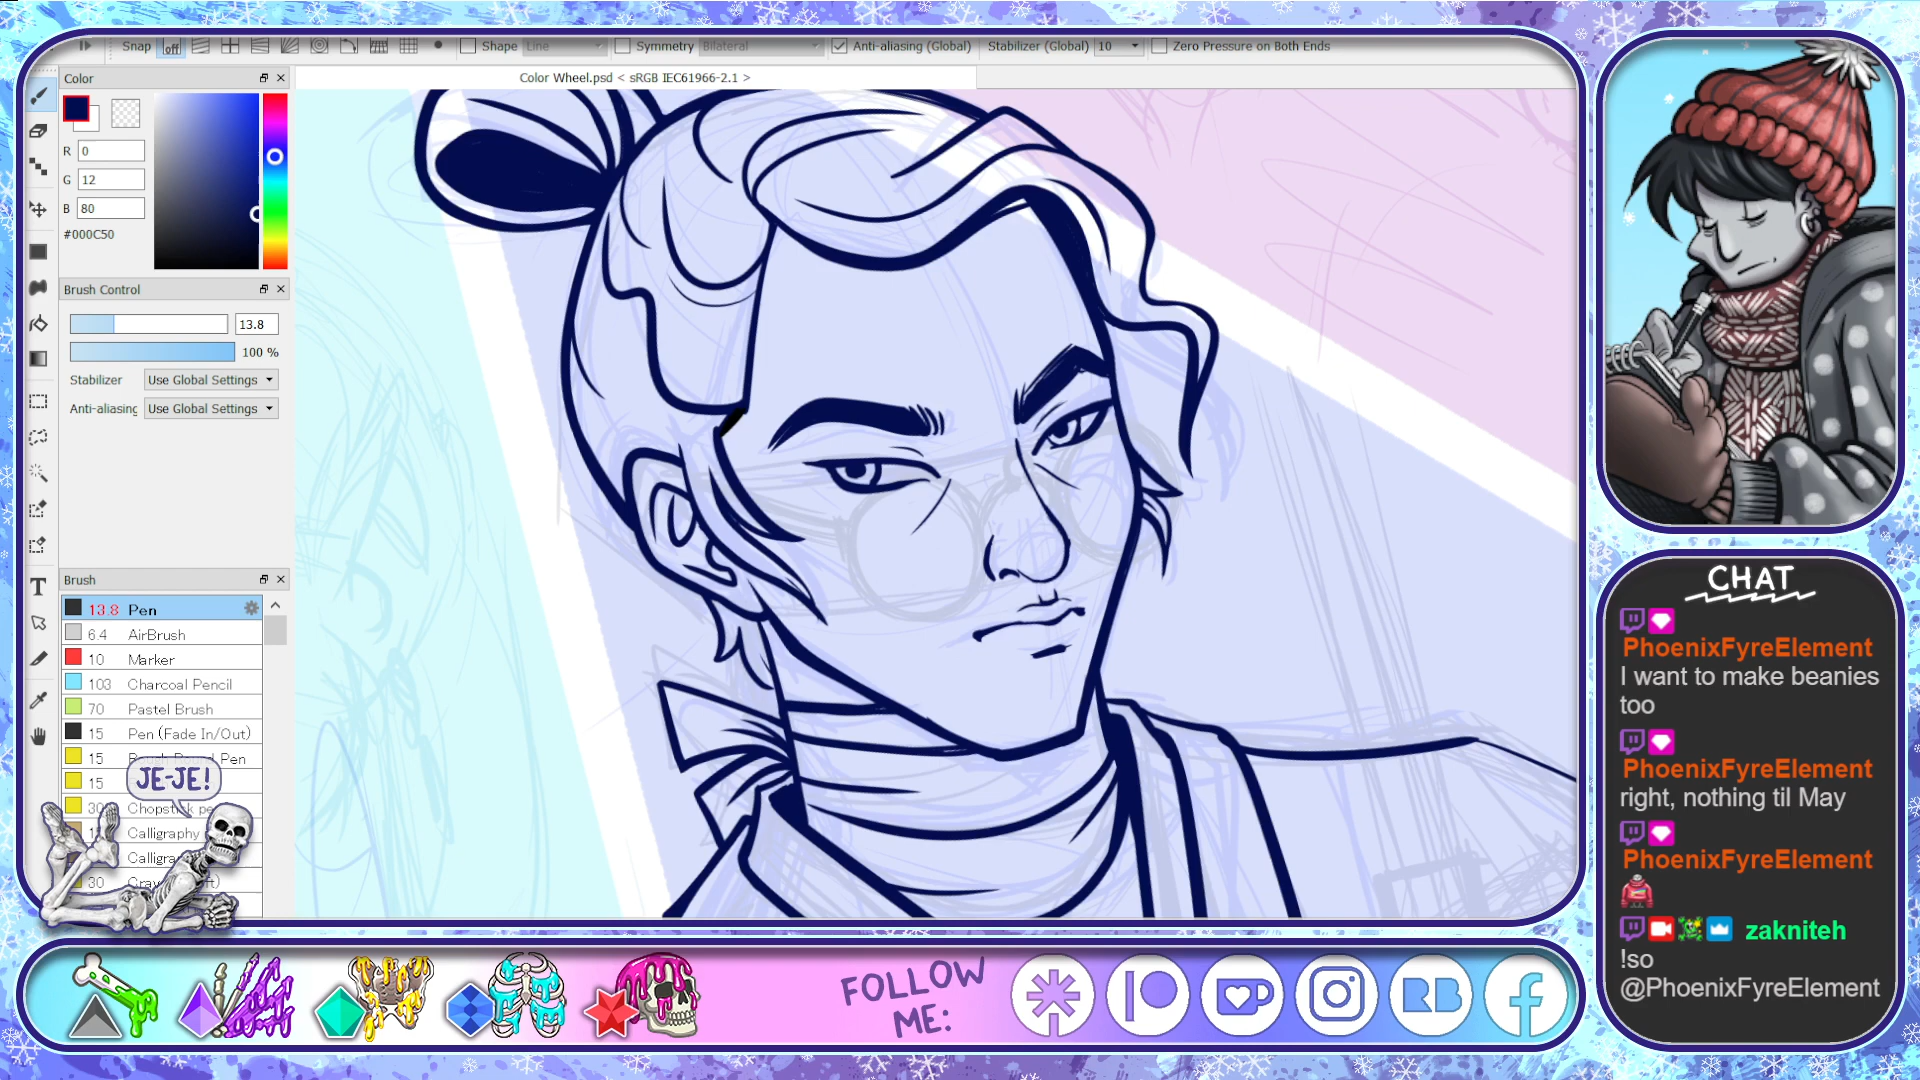 Snap off Shape Line Symmetry Bilateral Anti-aliasing (Global) Stabilizer (Global) 10 Zero Pressure on Both Ends
Color
Color Wheel.psd < sRGB IEC61966-2.1 >
R 0
G 12
B 80
#000C50
Brush Control
13.8
100 %
Stabilizer Use Global Settings
Anti-aliasing Use Global Settings
Brush
13.8 Pen
6.4 AirBrush
10 Marker
103 Charcoal Pencil
70 Pastel Brush
15 Pen (Fade In/Out)
15 Pen
15
30 Chopstick pe
Calligraphy
30
JE-JE!
T
FOLLOW
ME:
CHAT
PhoenixFyreElement
I want to make beanies
too
PhoenixFyreElement
right, nothing til May
PhoenixFyreElement
zakniteh
!so
@PhoenixFyreElement